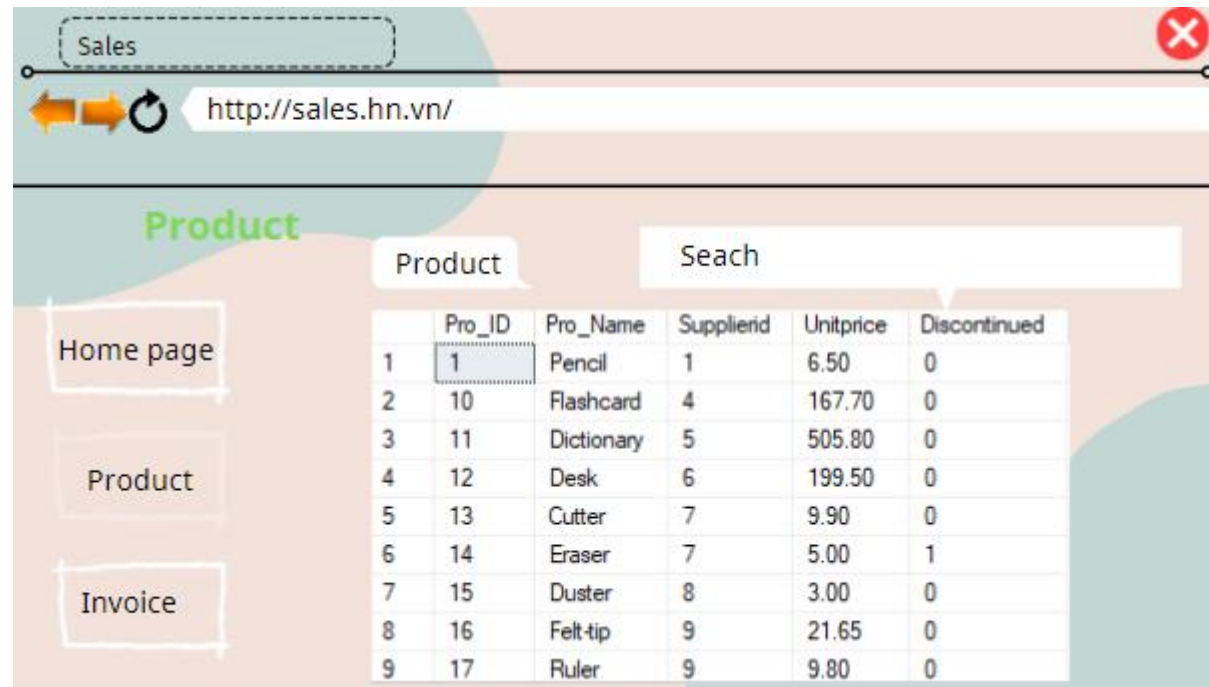 Sales
http://sales.hn.vn/
Product
Product
Seach
Home page
Product
Invoice
Pro_ID Pro_Name Supplierid Unitprice Discontinued
1 1 Pencil 1 6.50 0
2 10 Flashcard 4 167.70 0
3 11 Dictionary 5 505.80 0
4 12 Desk 6 199.50 0
5 13 Cutter 7 9.90 0
6 14 Eraser 7 5.00 1
7 15 Duster 8 3.00 0
8 16 Felt-tip 9 21.65 0
9 17 Ruler 9 9.80 0